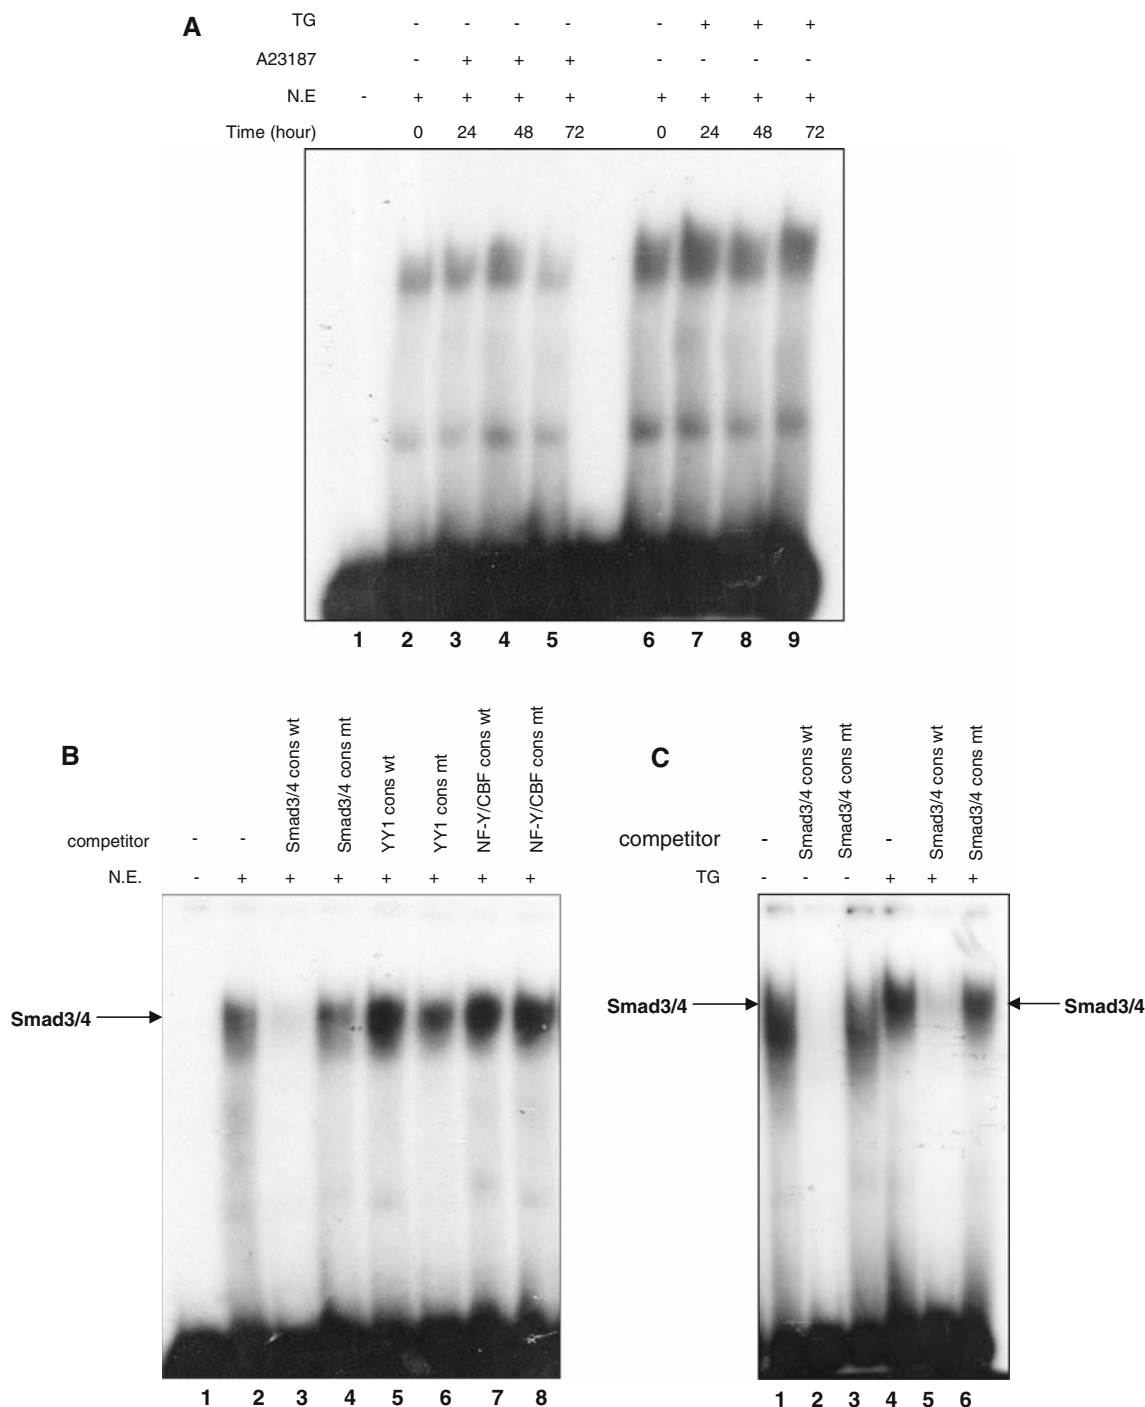 A
TG - - - - - + + +
A23187 - + + + - - - -
N.E - + + + + + + + +
Time (hour) 0 24 48 72 0 24 48 72
1 2 3 4 5 6 7 8 9
B
competitor - - Smad3/4 cons wt Smad3/4 cons mt YY1 cons wt YY1 cons mt NF-Y/CBF cons wt NF-Y/CBF cons mt
N.E. - + + + + + + +
Smad3/4
1 2 3 4 5 6 7 8
C
competitor - Smad3/4 cons wt Smad3/4 cons mt - Smad3/4 cons wt Smad3/4 cons mt
TG - - - + + +
Smad3/4 Smad3/4
1 2 3 4 5 6